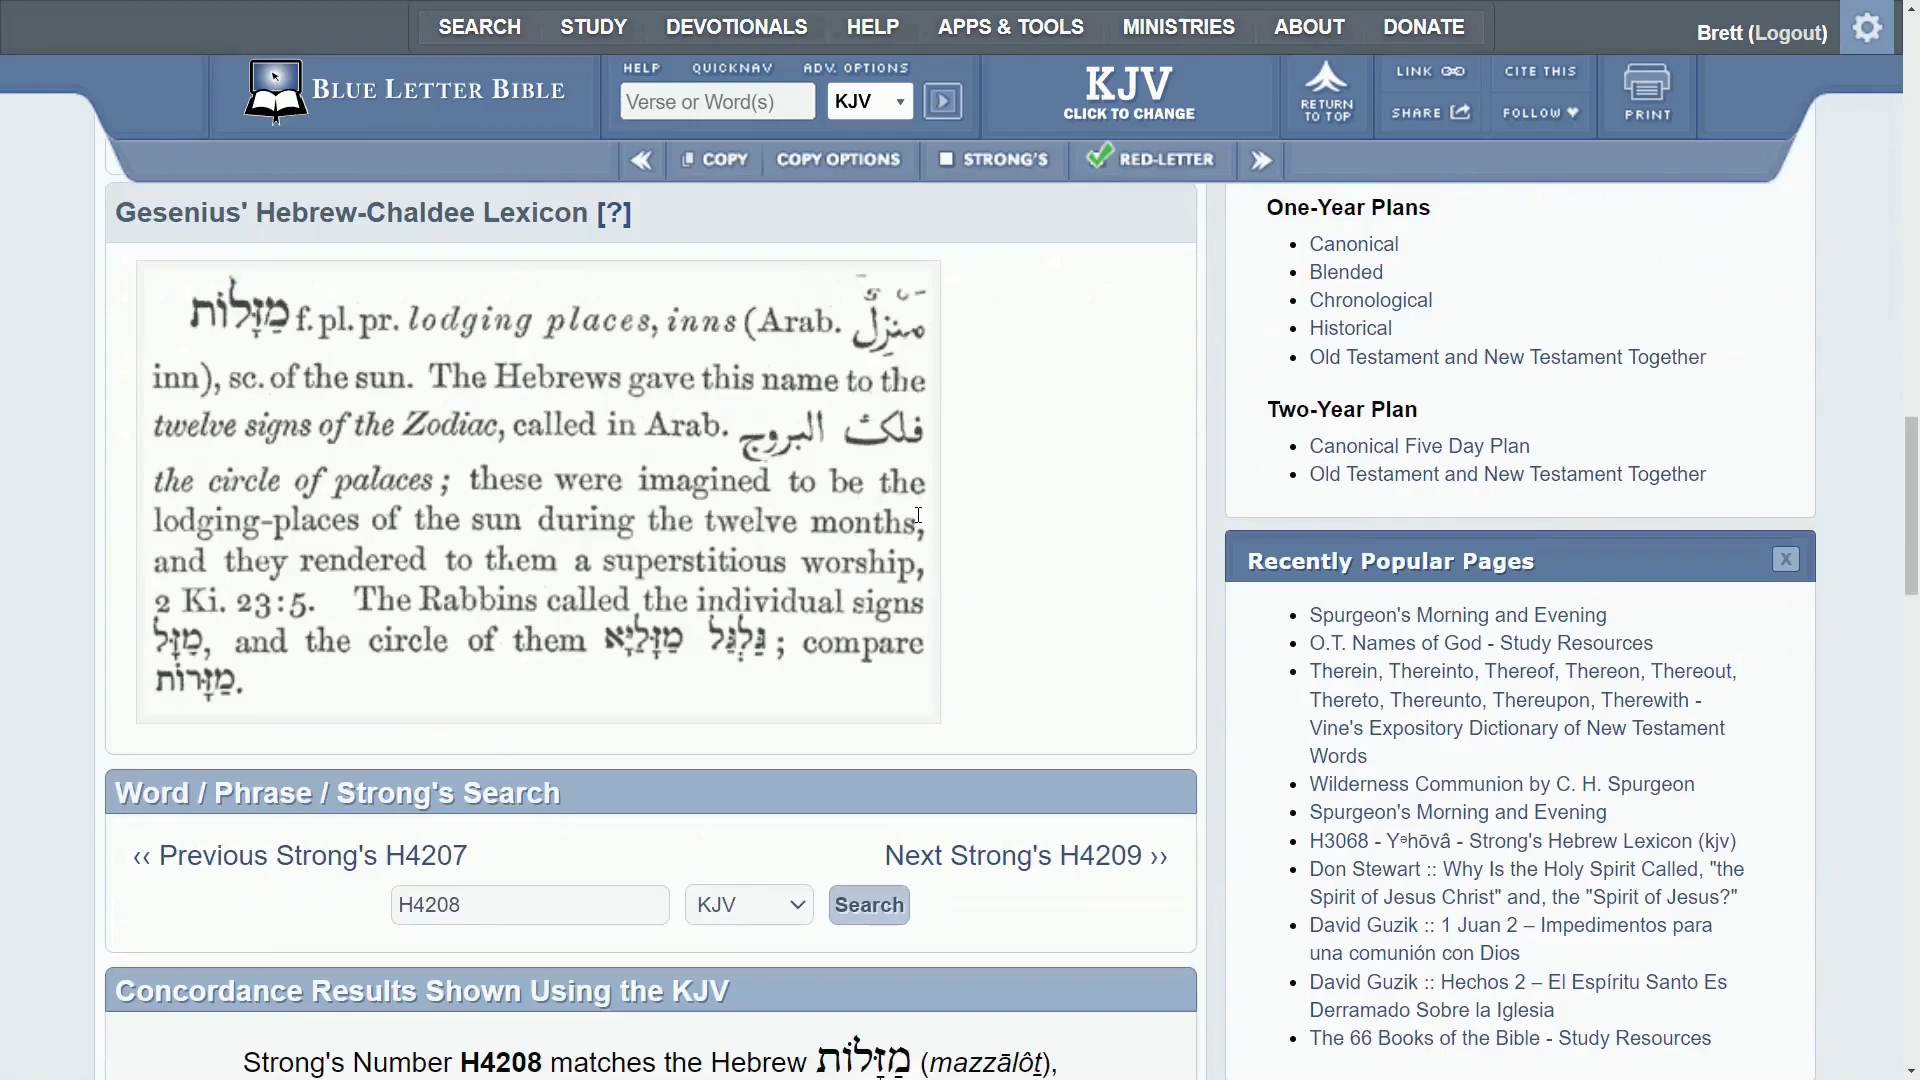 SEARCH STUDY DEVOTIONALS HELP APPS & TOOLS MINISTRIES ABOUT DONATE
Brett (Logout)
BLUE LETTER BIBLE
HELP QUICKNAV ADV. OPTIONS
Verse or Word(s) KJV
KJV
CLICK TO CHANGE
RETURN
TO TOP
LINK CITE THIS
SHARE FOLLOW
PRINT
COPY COPY OPTIONS STRONG'S RED-LETTER
Gesenius' Hebrew-Chaldee Lexicon [?]
מַזָּלוֹת f. pl. pr. lodging places, inns (Arab. منزل
inn), sc. of the sun. The Hebrews gave this name to the
twelve signs of the Zodiac, called in Arab. فلك البروج
the circle of palaces; these were imagined to be the
lodging-places of the sun during the twelve months,
and they rendered to them a superstitious worship,
2 Ki. 23:5. The Rabbins called the individual signs
מַזָּל, and the circle of them גַּלְגַּל מַזָּלַיָּא; compare
מַזָּרוֹת.
Word / Phrase / Strong's Search
‹‹ Previous Strong's H4207 Next Strong's H4209 ››
H4208 KJV Search
Concordance Results Shown Using the KJV
Strong's Number H4208 matches the Hebrew מַזָּלוֹת (mazzālôṯ),
One-Year Plans
Canonical
Blended
Chronological
Historical
Old Testament and New Testament Together
Two-Year Plan
Canonical Five Day Plan
Old Testament and New Testament Together
Recently Popular Pages X
Spurgeon's Morning and Evening
O.T. Names of God - Study Resources
Therein, Thereinto, Thereof, Thereon, Thereout,
Thereto, Thereunto, Thereupon, Therewith -
Vine's Expository Dictionary of New Testament
Words
Wilderness Communion by C. H. Spurgeon
Spurgeon's Morning and Evening
H3068 - Yᵊhōvâ - Strong's Hebrew Lexicon (kjv)
Don Stewart :: Why Is the Holy Spirit Called, "the
Spirit of Jesus Christ" and, the "Spirit of Jesus?"
David Guzik :: 1 Juan 2 – Impedimentos para
una comunión con Dios
David Guzik :: Hechos 2 – El Espíritu Santo Es
Derramado Sobre la Iglesia
The 66 Books of the Bible - Study Resources